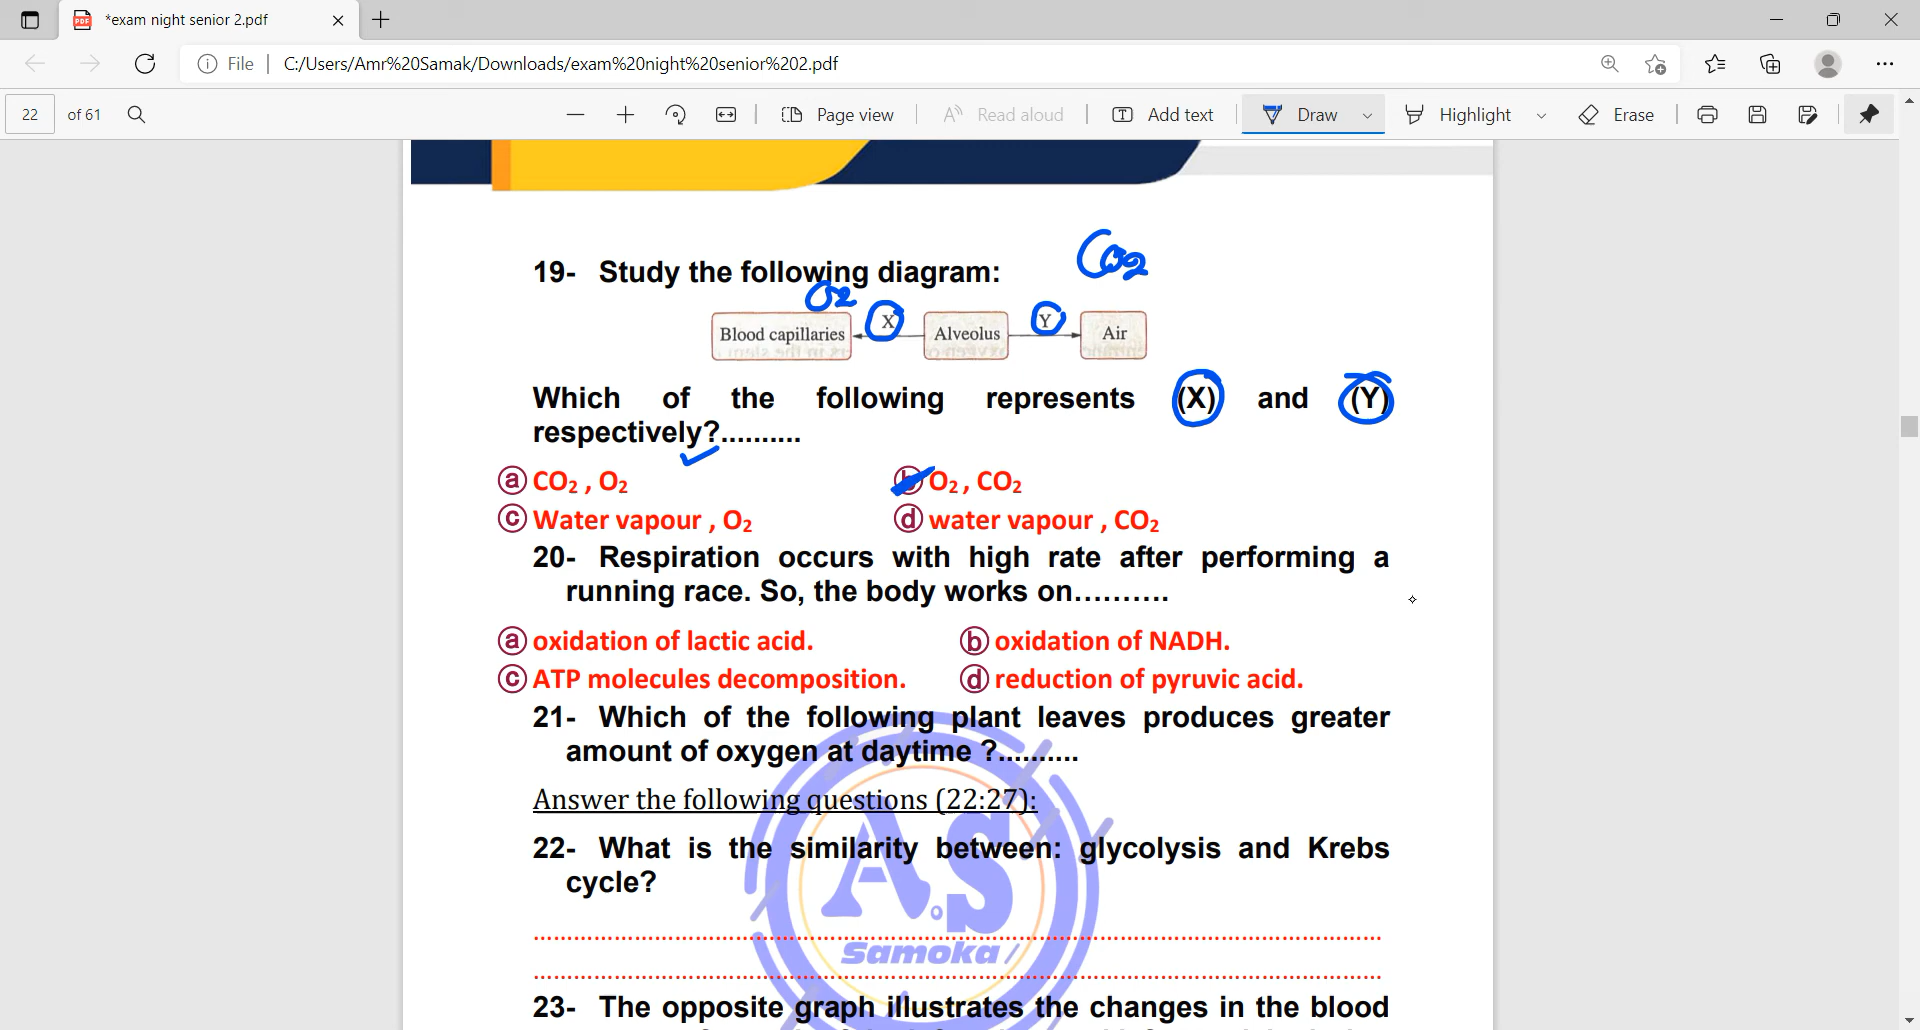 *exam night senior 2.pdf
File C:/Users/Amr%20Samak/Downloads/exam%20night%20senior%202.pdf
22 of 61 Page view Read aloud Add text Draw Highlight Erase
CO2
19- Study the following diagram:
O2
Blood capillaries X Alveolus Y Air
Which of the following represents (X) and (Y)
respectively?..........
ⓐ CO₂ , O₂ ⓑ O₂, CO₂
ⓒ Water vapour , O₂ ⓓ water vapour , CO₂
20- Respiration occurs with high rate after performing a
running race. So, the body works on……….
ⓐ oxidation of lactic acid. ⓑ oxidation of NADH.
ⓒ ATP molecules decomposition. ⓓ reduction of pyruvic acid.
21- Which of the following plant leaves produces greater
amount of oxygen at daytime ?..........
Answer the following questions (22:27):
22- What is the similarity between: glycolysis and Krebs
cycle?
A.S
Samoka
23- The opposite graph illustrates the changes in the blood